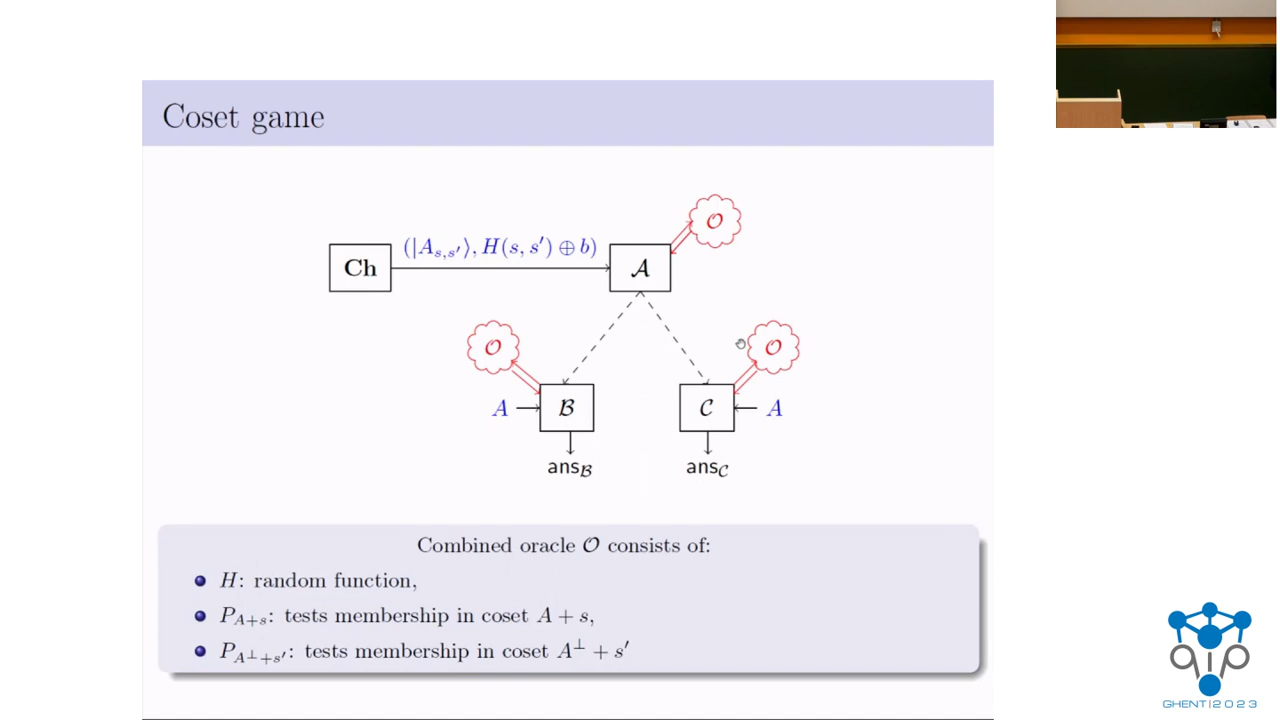 Coset game
𝒪
(|A_{s,s′}⟩, H(s, s′) ⊕ b)
Ch
𝒜
𝒪
𝒪
A
ℬ
𝒞
A
ans_ℬ
ans_𝒞
Combined oracle 𝒪 consists of:
H: random function,
P_{A+s}: tests membership in coset A + s,
P_{A^⊥+s′}: tests membership in coset A^⊥ + s′
qip
GHENT|2023